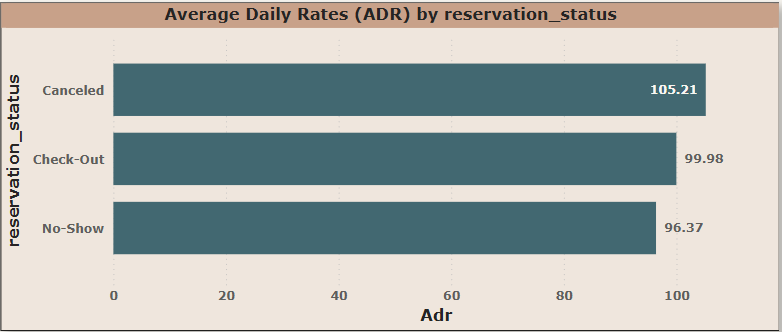 Average Daily Rates (ADR) by reservation_status
reservation_status
Canceled
105.21
Check-Out
99.98
No-Show
96.37
0 20 40 60 80 100
Adr